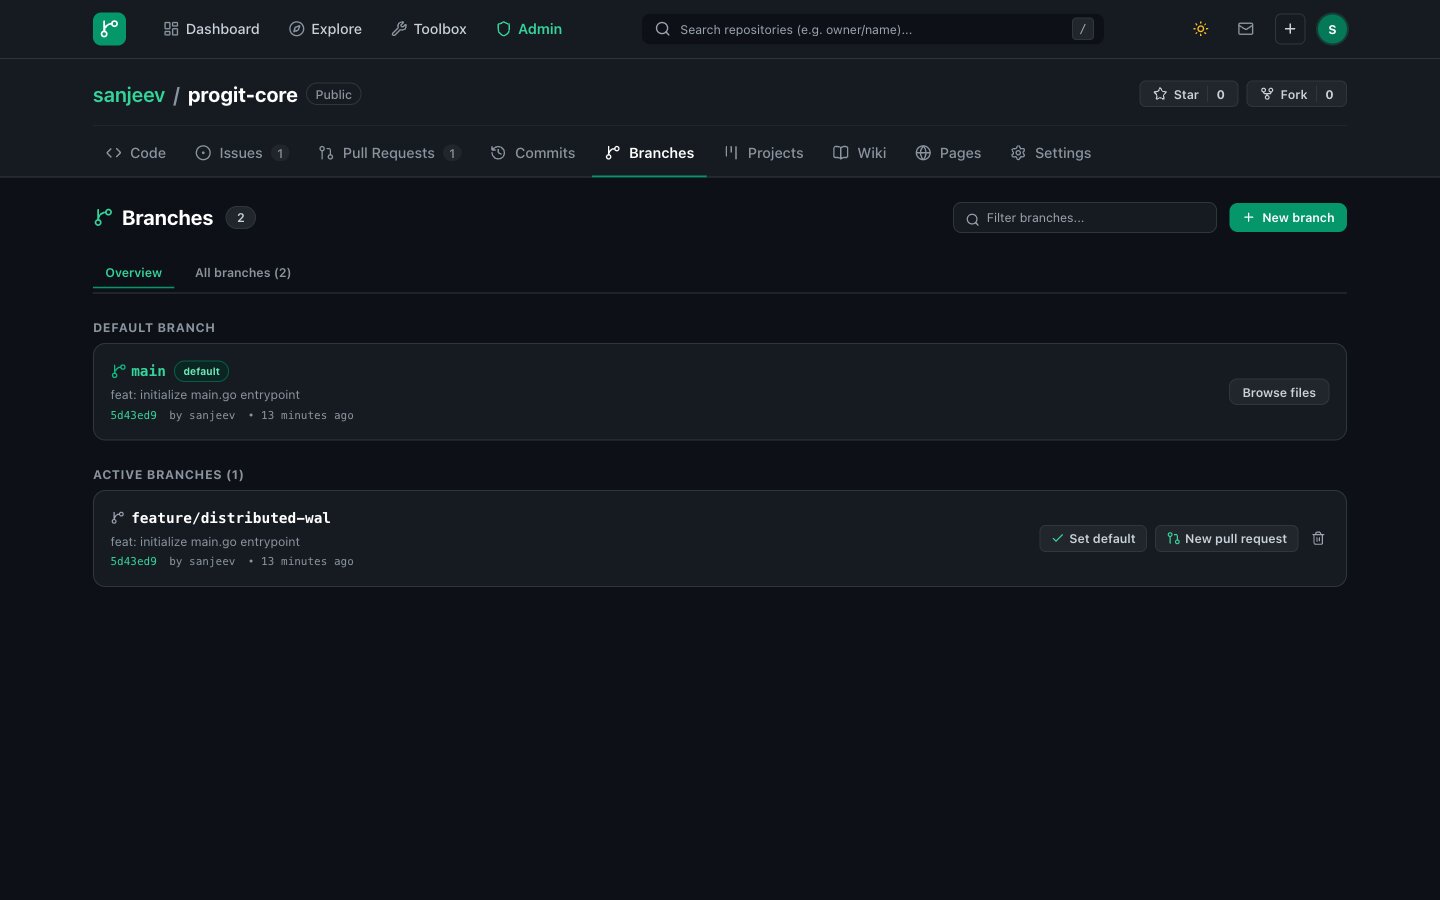 Dashboard Explore Toolbox Admin Search repositories (e.g. owner/name)... / + S
sanjeev / progit-core Public Star 0 Fork 0
Code Issues 1 Pull Requests 1 Commits Branches Projects Wiki Pages Settings
Branches 2 Filter branches... + New branch
Overview All branches (2)
DEFAULT BRANCH
main default
feat: initialize main.go entrypoint
5d43ed9 by sanjeev • 13 minutes ago
Browse files
ACTIVE BRANCHES (1)
feature/distributed-wal
feat: initialize main.go entrypoint
5d43ed9 by sanjeev • 13 minutes ago
Set default New pull request